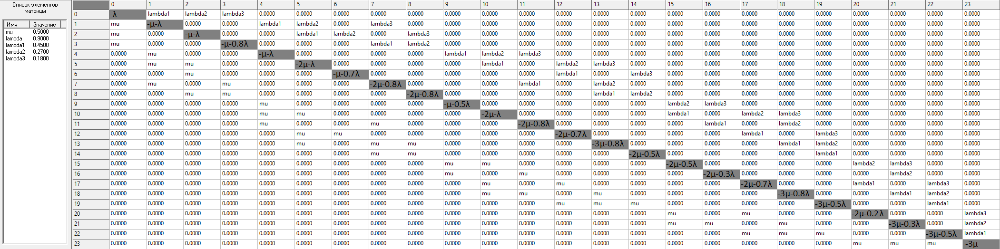 Список элементов
матрицы
Имя Значение
mu 0.5000
lambda 0.9000
lambda1 0.4500
lambda2 0.2700
lambda3 0.1800
0 1 2 3 4 5 6 7 8 9 10 11 12 13 14 15 16 17 18 19 20 21 22 23
0 -λ lambda1 lambda2 lambda3 0.0000 0.0000 0.0000 0.0000 0.0000 0.0000 0.0000 0.0000 0.0000 0.0000 0.0000 0.0000 0.0000 0.0000 0.0000 0.0000 0.0000 0.0000 0.0000 0.0000
1 mu -μ-λ 0.0000 0.0000 lambda1 lambda2 0.0000 lambda3 0.0000 0.0000 0.0000 0.0000 0.0000 0.0000 0.0000 0.0000 0.0000 0.0000 0.0000 0.0000 0.0000 0.0000 0.0000 0.0000
2 mu 0.0000 -μ-λ 0.0000 0.0000 lambda1 lambda2 0.0000 lambda3 0.0000 0.0000 0.0000 0.0000 0.0000 0.0000 0.0000 0.0000 0.0000 0.0000 0.0000 0.0000 0.0000 0.0000 0.0000
3 mu 0.0000 0.0000 -μ-0.8λ 0.0000 0.0000 0.0000 lambda1 lambda2 0.0000 0.0000 0.0000 0.0000 0.0000 0.0000 0.0000 0.0000 0.0000 0.0000 0.0000 0.0000 0.0000 0.0000 0.0000
4 0.0000 mu 0.0000 0.0000 -μ-λ 0.0000 0.0000 0.0000 0.0000 lambda1 lambda2 lambda3 0.0000 0.0000 0.0000 0.0000 0.0000 0.0000 0.0000 0.0000 0.0000 0.0000 0.0000 0.0000
5 0.0000 mu mu 0.0000 0.0000 -2μ-λ 0.0000 0.0000 0.0000 0.0000 lambda1 0.0000 lambda2 lambda3 0.0000 0.0000 0.0000 0.0000 0.0000 0.0000 0.0000 0.0000 0.0000 0.0000
6 0.0000 0.0000 mu 0.0000 0.0000 0.0000 -μ-0.7λ 0.0000 0.0000 0.0000 0.0000 0.0000 lambda1 0.0000 lambda3 0.0000 0.0000 0.0000 0.0000 0.0000 0.0000 0.0000 0.0000 0.0000
7 0.0000 mu 0.0000 mu 0.0000 0.0000 0.0000 -2μ-0.8λ 0.0000 0.0000 0.0000 lambda1 0.0000 lambda2 0.0000 0.0000 0.0000 0.0000 0.0000 0.0000 0.0000 0.0000 0.0000 0.0000
8 0.0000 0.0000 mu mu 0.0000 0.0000 0.0000 0.0000 -2μ-0.8λ 0.0000 0.0000 0.0000 0.0000 lambda1 lambda2 0.0000 0.0000 0.0000 0.0000 0.0000 0.0000 0.0000 0.0000 0.0000
9 0.0000 0.0000 0.0000 0.0000 mu 0.0000 0.0000 0.0000 0.0000 -μ-0.5λ 0.0000 0.0000 0.0000 0.0000 0.0000 lambda2 lambda3 0.0000 0.0000 0.0000 0.0000 0.0000 0.0000 0.0000
10 0.0000 0.0000 0.0000 0.0000 mu mu 0.0000 0.0000 0.0000 0.0000 -2μ-λ 0.0000 0.0000 0.0000 0.0000 lambda1 0.0000 lambda2 lambda3 0.0000 0.0000 0.0000 0.0000 0.0000
11 0.0000 0.0000 0.0000 0.0000 mu 0.0000 0.0000 mu 0.0000 0.0000 0.0000 -2μ-0.8λ 0.0000 0.0000 0.0000 0.0000 lambda1 0.0000 lambda2 0.0000 0.0000 0.0000 0.0000 0.0000
12 0.0000 0.0000 0.0000 0.0000 0.0000 mu mu 0.0000 0.0000 0.0000 0.0000 0.0000 -2μ-0.7λ 0.0000 0.0000 0.0000 0.0000 lambda1 0.0000 lambda3 0.0000 0.0000 0.0000 0.0000
13 0.0000 0.0000 0.0000 0.0000 0.0000 mu 0.0000 mu mu 0.0000 0.0000 0.0000 0.0000 -3μ-0.8λ 0.0000 0.0000 0.0000 0.0000 lambda1 lambda2 0.0000 0.0000 0.0000 0.0000
14 0.0000 0.0000 0.0000 0.0000 0.0000 0.0000 0.0000 mu mu 0.0000 0.0000 0.0000 0.0000 0.0000 -2μ-0.5λ 0.0000 0.0000 0.0000 0.0000 lambda1 0.0000 0.0000 0.0000 0.0000
15 0.0000 0.0000 0.0000 0.0000 0.0000 0.0000 0.0000 0.0000 0.0000 mu mu 0.0000 0.0000 0.0000 0.0000 -2μ-0.5λ 0.0000 0.0000 0.0000 0.0000 lambda2 lambda3 0.0000 0.0000
16 0.0000 0.0000 0.0000 0.0000 0.0000 0.0000 0.0000 0.0000 0.0000 mu 0.0000 mu 0.0000 0.0000 0.0000 0.0000 -2μ-0.3λ 0.0000 0.0000 0.0000 0.0000 lambda2 0.0000 0.0000
17 0.0000 0.0000 0.0000 0.0000 0.0000 0.0000 0.0000 0.0000 0.0000 0.0000 mu 0.0000 mu 0.0000 0.0000 0.0000 0.0000 -2μ-0.7λ 0.0000 0.0000 lambda1 0.0000 lambda3 0.0000
18 0.0000 0.0000 0.0000 0.0000 0.0000 0.0000 0.0000 0.0000 0.0000 0.0000 mu mu 0.0000 mu 0.0000 0.0000 0.0000 0.0000 -3μ-0.8λ 0.0000 0.0000 lambda1 lambda2 0.0000
19 0.0000 0.0000 0.0000 0.0000 0.0000 0.0000 0.0000 0.0000 0.0000 0.0000 0.0000 0.0000 mu mu mu 0.0000 0.0000 0.0000 0.0000 -3μ-0.5λ 0.0000 0.0000 lambda1 0.0000
20 0.0000 0.0000 0.0000 0.0000 0.0000 0.0000 0.0000 0.0000 0.0000 0.0000 0.0000 0.0000 0.0000 0.0000 0.0000 mu 0.0000 mu 0.0000 0.0000 -2μ-0.2λ 0.0000 0.0000 lambda3
21 0.0000 0.0000 0.0000 0.0000 0.0000 0.0000 0.0000 0.0000 0.0000 0.0000 0.0000 0.0000 0.0000 0.0000 0.0000 mu mu 0.0000 mu 0.0000 0.0000 -3μ-0.3λ 0.0000 lambda2
22 0.0000 0.0000 0.0000 0.0000 0.0000 0.0000 0.0000 0.0000 0.0000 0.0000 0.0000 0.0000 0.0000 0.0000 0.0000 0.0000 0.0000 mu mu mu 0.0000 0.0000 -3μ-0.5λ lambda1
23 0.0000 0.0000 0.0000 0.0000 0.0000 0.0000 0.0000 0.0000 0.0000 0.0000 0.0000 0.0000 0.0000 0.0000 0.0000 0.0000 0.0000 0.0000 0.0000 0.0000 mu mu mu -3μ